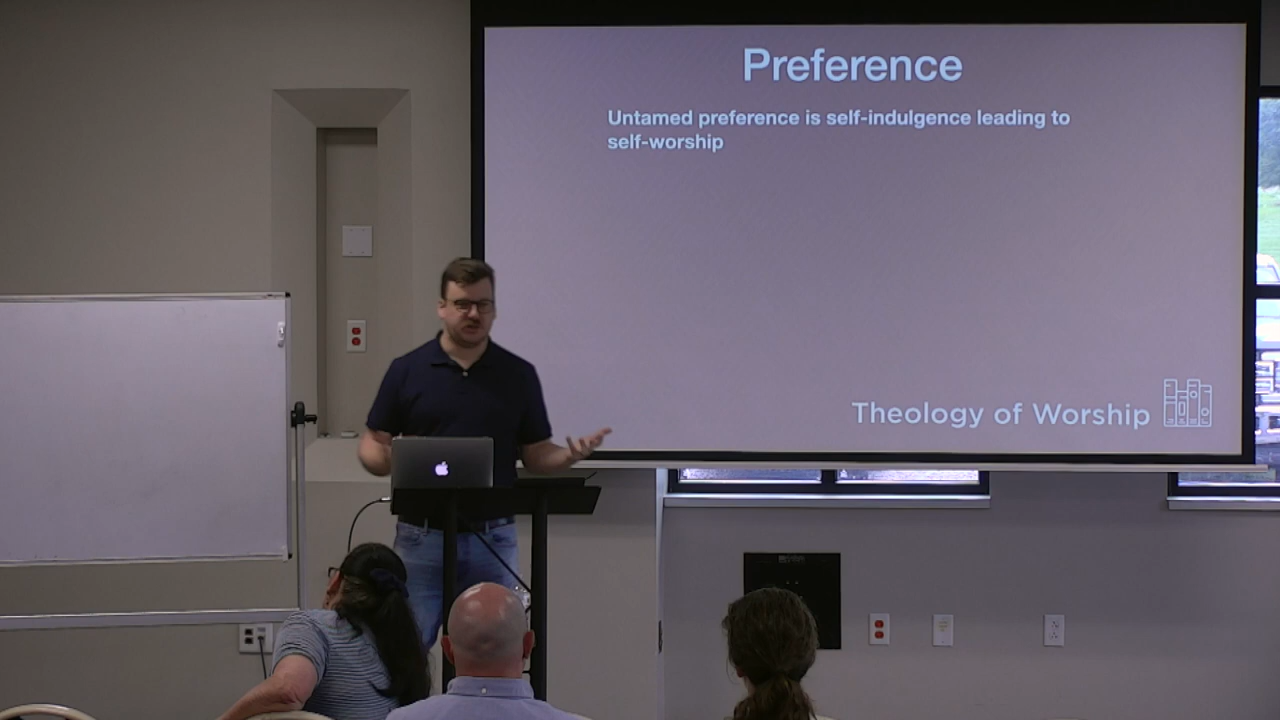 Preference
Untamed preference is self-indulgence leading to
self-worship
Theology of Worship